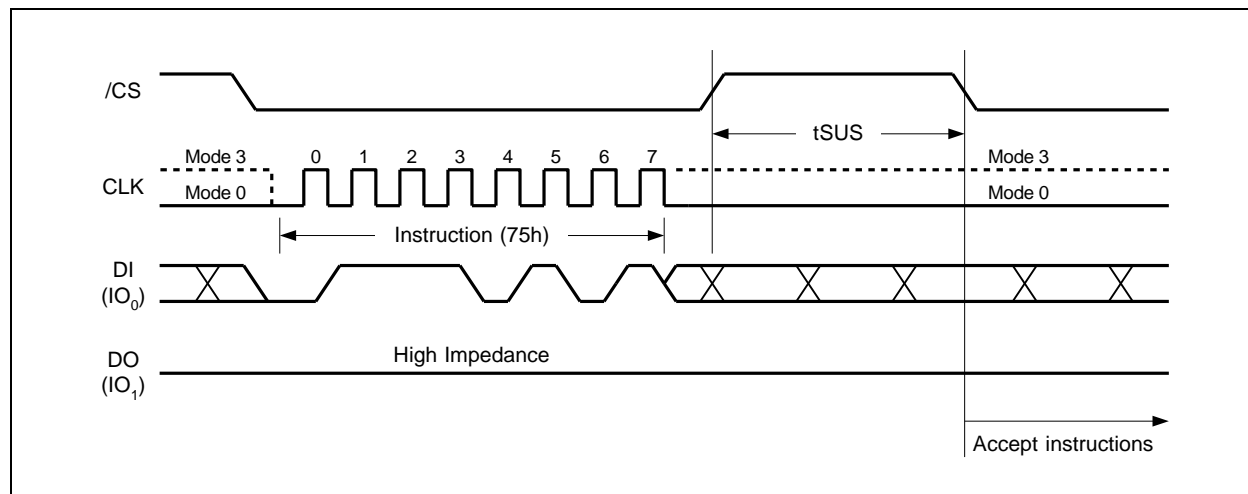 /CS
tSUS
Mode 3 0 1 2 3 4 5 6 7 Mode 3
CLK
Mode 0 Mode 0
Instruction (75h)
DI
(IO0)
High Impedance
DO
(IO1)
Accept instructions